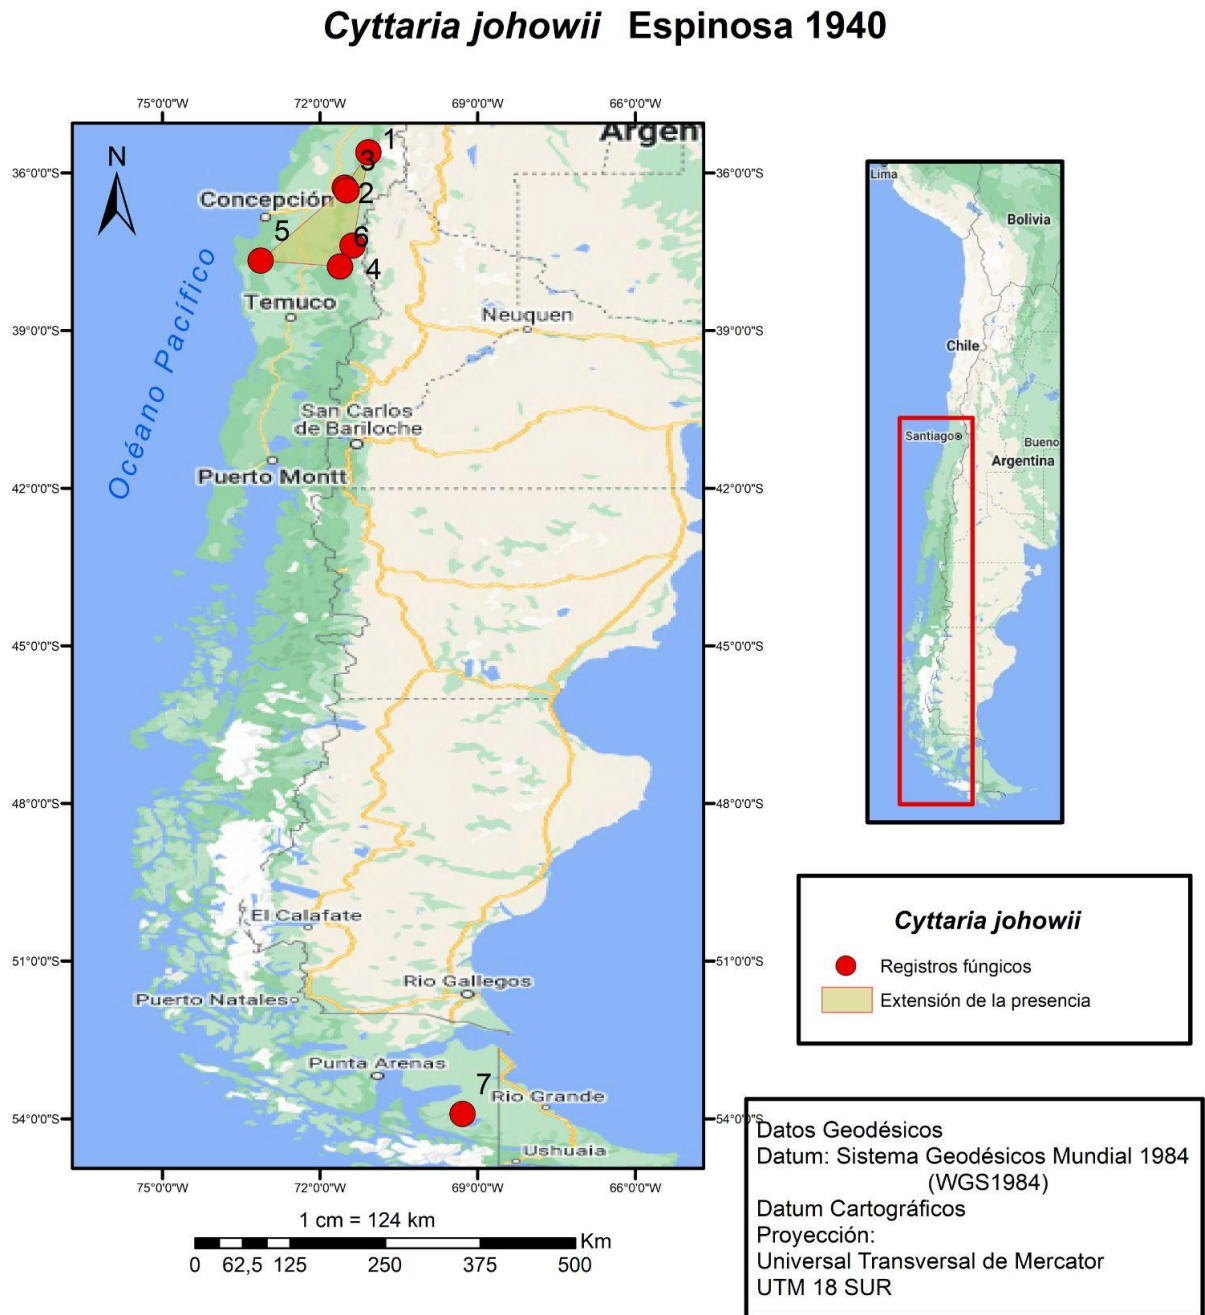 Cyttaria johowii Espinosa 1940
75°0'0"W 72°0'0"W 69°0'0"W 66°0'0"W
Argen
N
1
3
36°0'0"S 36°0'0"S
Concepción
2
5
6
4
Océano Pacífico
Temuco
Neuquen
39°0'0"S 39°0'0"S
San Carlos
de Bariloche
Puerto Montt
42°0'0"S 42°0'0"S
45°0'0"S 45°0'0"S
48°0'0"S 48°0'0"S
El Calafate
51°0'0"S 51°0'0"S
Rio Gallegos
Puerto Natales
Punta Arenas
7
Rio Grande
54°0'0"S 54°0'0"S
Ushuaia
75°0'0"W 72°0'0"W 69°0'0"W 66°0'0"W
1 cm = 124 km
Km
0 62,5 125 250 375 500
Lima
Bolivia
Chile
Santiago
Bueno
Argentina
Cyttaria johowii
Registros fúngicos
Extensión de la presencia
Datos Geodésicos
Datum: Sistema Geodésicos Mundial 1984
(WGS1984)
Datum Cartográficos
Proyección:
Universal Transversal de Mercator
UTM 18 SUR